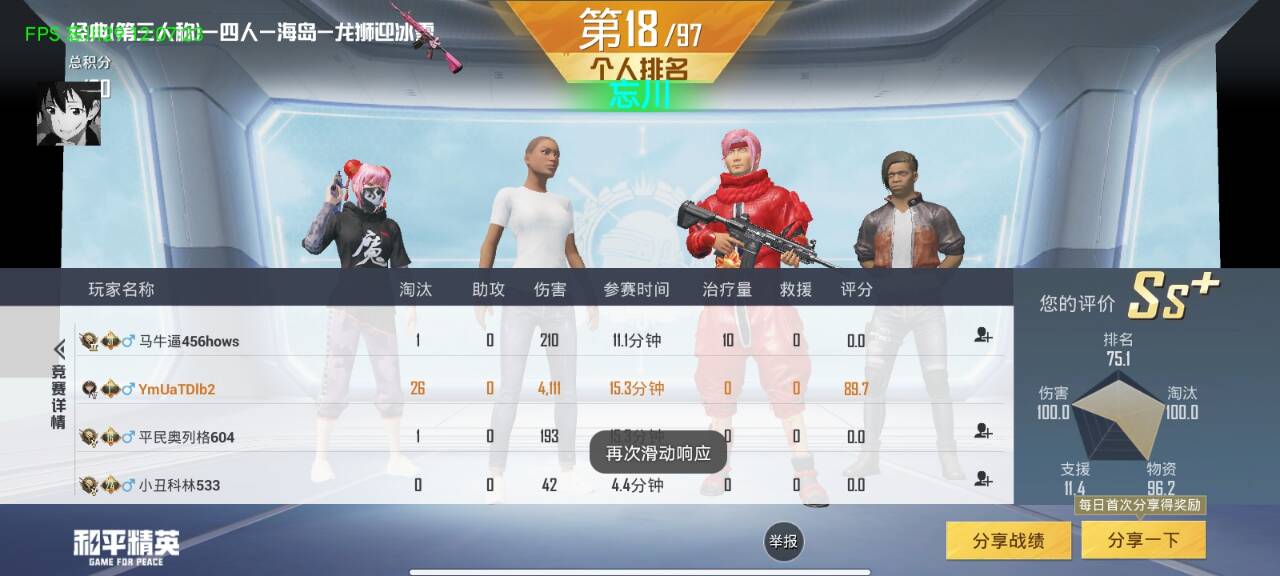 经典(第三人称)—四人—海岛—龙狮迎冰雪
总积分
第18/97
个人排名
忘川
魔
玩家名称 淘汰 助攻 伤害 参赛时间 治疗量 救援 评分
马牛逼456hows 1 0 210 11.1分钟 10 0 0.0
YmUaTDlb2 26 0 4,111 15.3分钟 0 0 89.7
平民奥列格604 1 0 193 15.3分钟 0 0 0.0
小丑科林533 0 0 42 4.4分钟 0 0 0.0
竞赛详情
再次滑动响应
您的评价 Ss+
排名
75.1
伤害
100.0
淘汰
100.0
支援
11.4
物资
96.2
每日首次分享得奖励
和平精英
GAME FOR PEACE
举报
分享战绩
分享一下